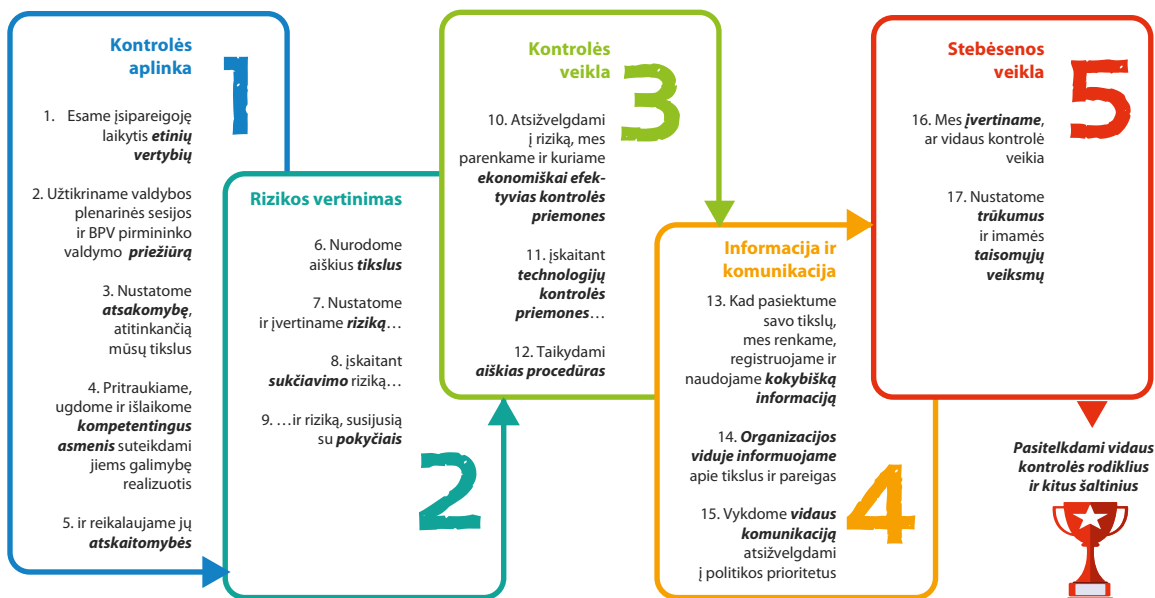 Kontrolės
aplinka
1
1. Esame įsipareigoję
laikytis etinių
vertybių
2. Užtikriname valdybos
plenarinės sesijos
ir BPV pirmininko
valdymo priežiūrą
3. Nustatome
atsakomybę,
atitinkančią
mūsų tikslus
4. Pritraukiame,
ugdome ir išlaikome
kompetentingus
asmenis suteikdami
jiems galimybę
realizuotis
5. ir reikalaujame jų
atskaitomybės
Rizikos vertinimas
6. Nurodome
aiškius tikslus
7. Nustatome
ir įvertiname riziką…
8. įskaitant
sukčiavimo riziką…
9. …ir riziką, susijusią
su pokyčiais
2
Kontrolės
veikla
3
10. Atsižvelgdami
į riziką, mes
parenkame ir kuriame
ekonomiškai efek-
tyvias kontrolės
priemones
11. įskaitant
technologijų
kontrolės
priemones…
12. Taikydami
aiškias procedūras
Informacija ir
komunikacija
13. Kad pasiektume
savo tikslų,
mes renkame,
registruojame ir
naudojame kokybišką
informaciją
14. Organizacijos
viduje informuojame
apie tikslus ir pareigas
15. Vykdome vidaus
komunikaciją
atsižvelgdami
į politikos prioritetus
4
Stebėsenos
veikla
5
16. Mes įvertiname,
ar vidaus kontrolė
veikia
17. Nustatome
trūkumus
ir imamės
taisomųjų
veiksmų
Pasitelkdami vidaus
kontrolės rodiklius
ir kitus šaltinius